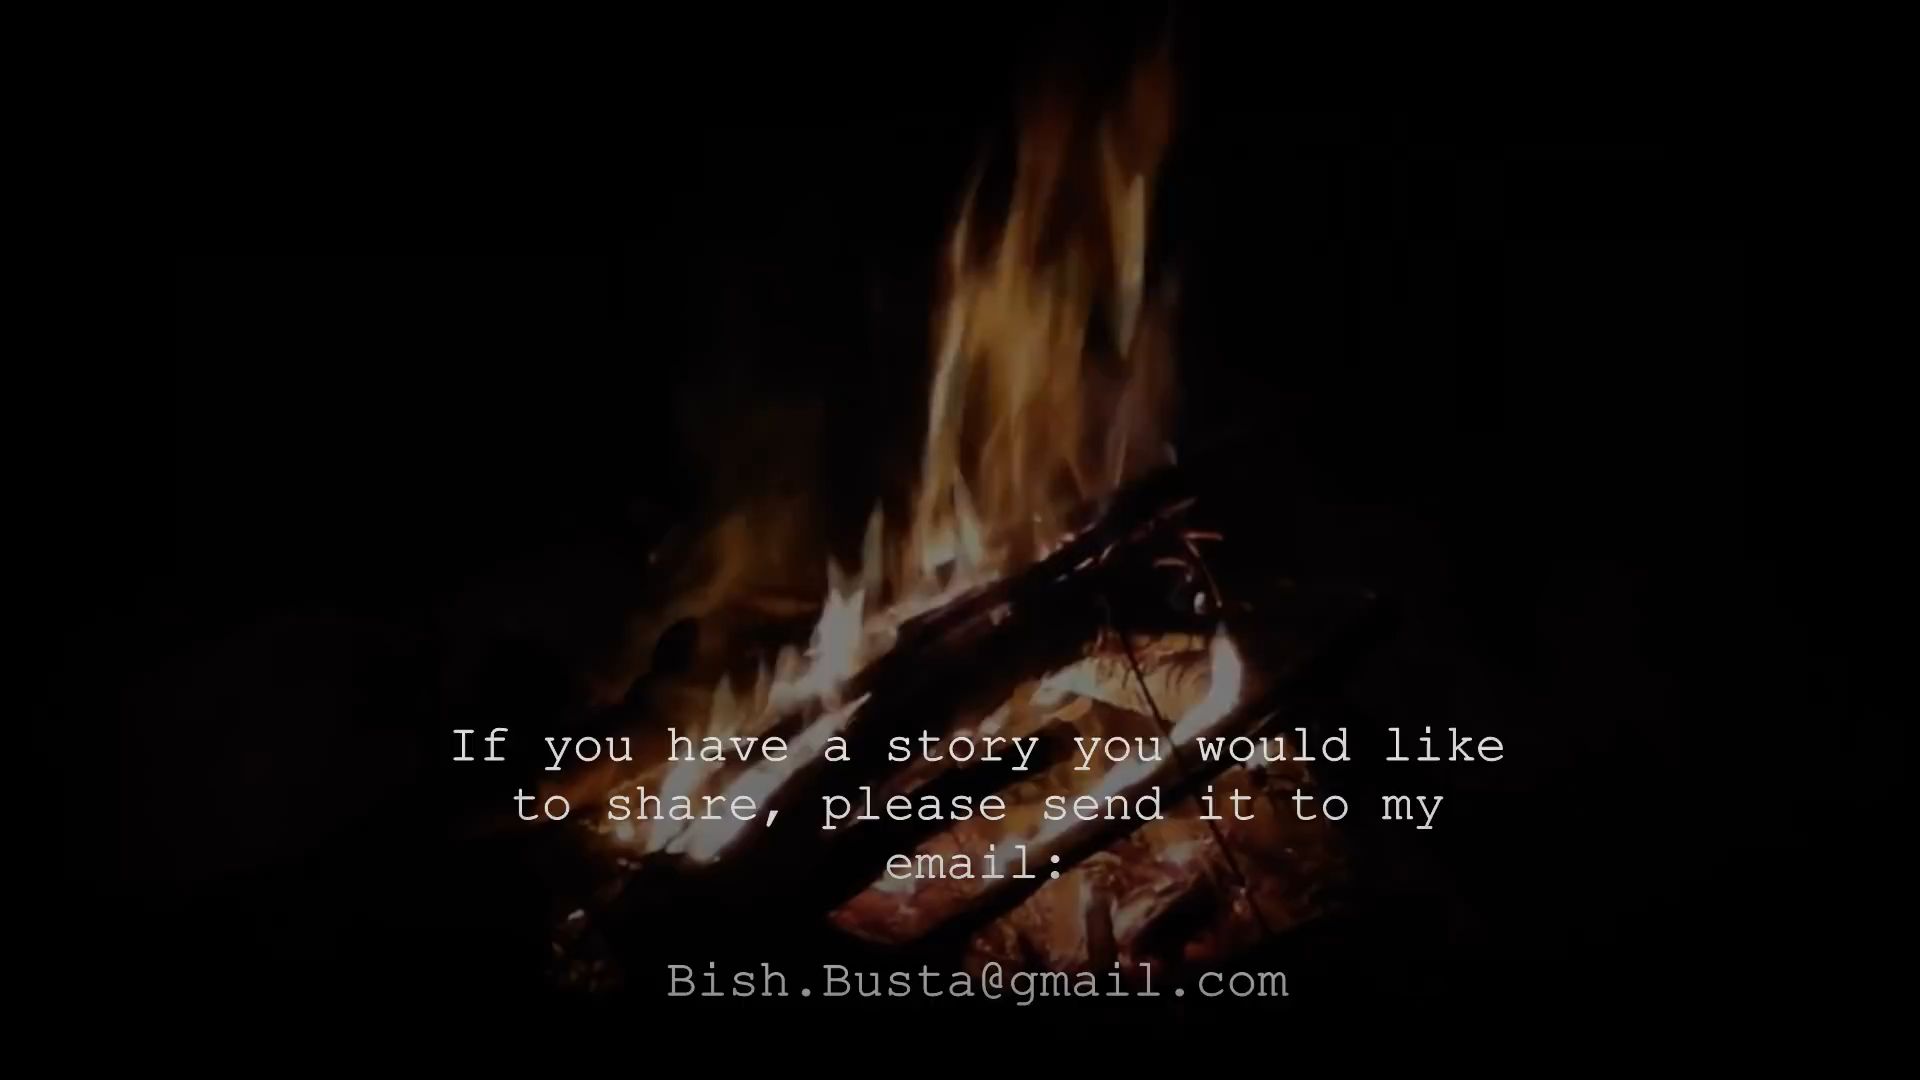 If you have a story you would like
to share, please send it to my
email:
Bish.Busta@gmail.com